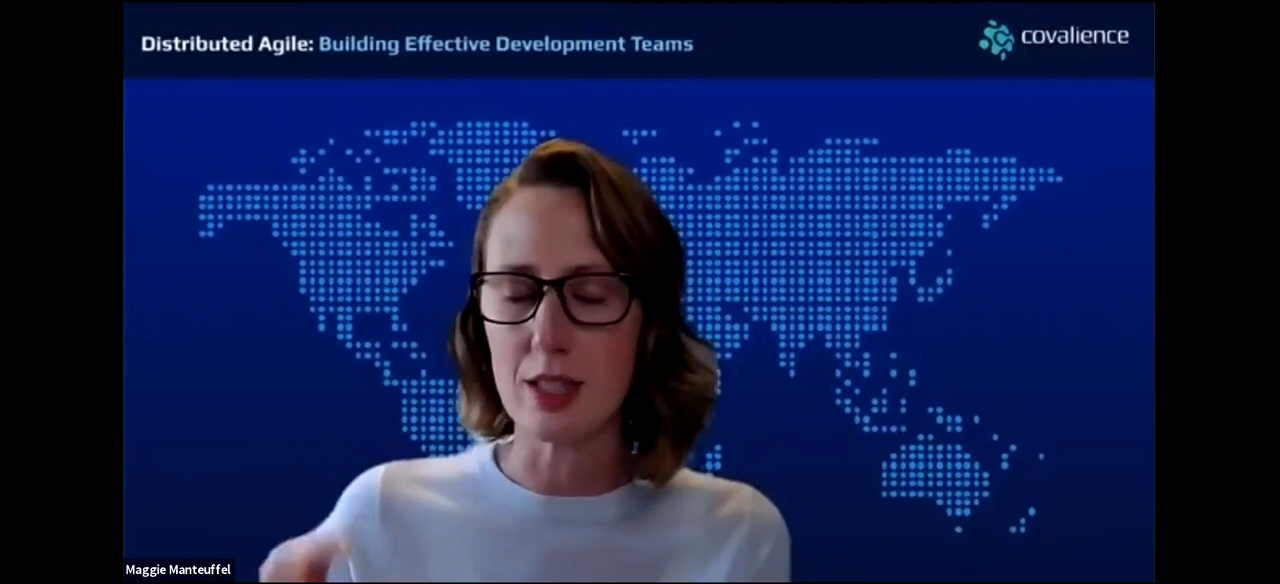 Distributed Agile: Building Effective Development Teams
covalience
Maggie Manteuffel